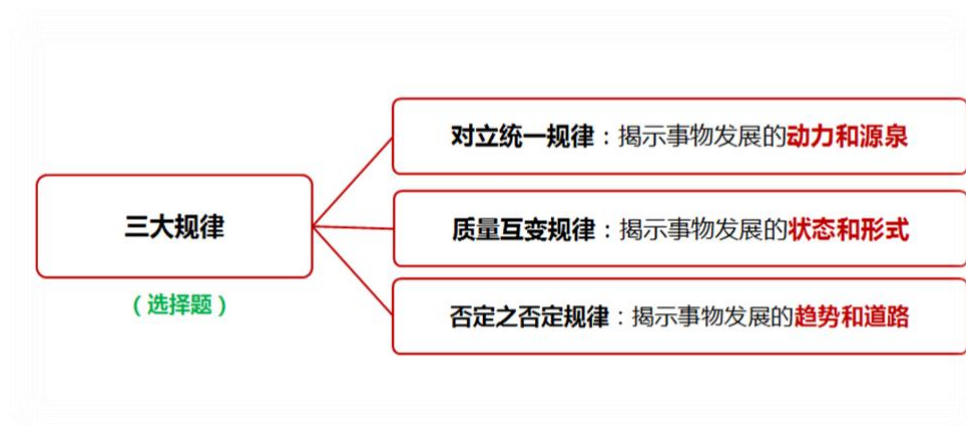 三大规律
（选择题）
对立统一规律：揭示事物发展的动力和源泉
质量互变规律：揭示事物发展的状态和形式
否定之否定规律：揭示事物发展的趋势和道路